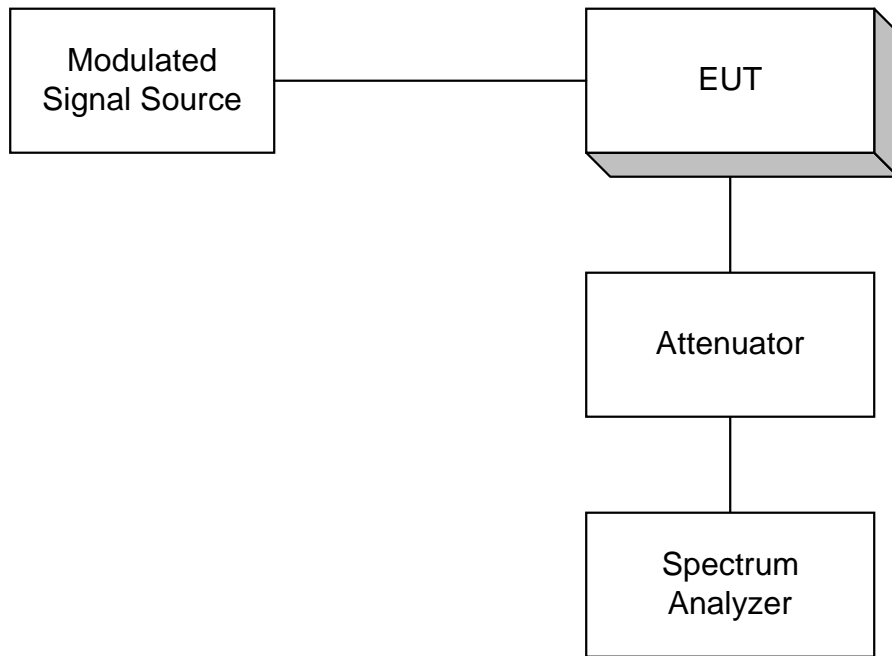 Modulated
Signal Source
EUT
Attenuator
Spectrum
Analyzer